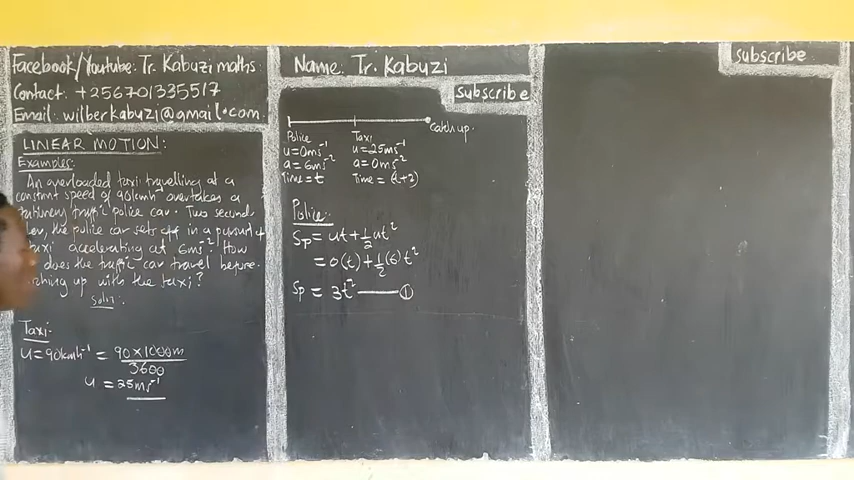 Facebook/Youtube: Tr. Kabuzi maths.
Contact: +256701335517
Email: wilberkabuzi@gmail.com
LINEAR MOTION:
Examples:
An overloaded taxi travelling at a
constant speed of 90kmh⁻¹ overtakes a
stationery traffic police car. Two second
the police car sets off in a pursuit of
taxi accelerating at 6ms⁻². How
does the traffic car travel before
up with the taxi?
Soln:
Taxi:
U = 90kmh⁻¹ = 90 x 1000m
3600
u = 25ms⁻¹
Name: Tr. Kabuzi
Subscribe
Catch up.
Police Taxi
u = 0ms⁻¹ u = 25ms⁻¹
a = 6ms⁻² a = 0ms⁻²
Time = t Time = (t+2)
Police:
Sp = ut + 1/2 at²
= 0(t) + 1/2 (6) t²
Sp = 3t² — ①
Subscribe